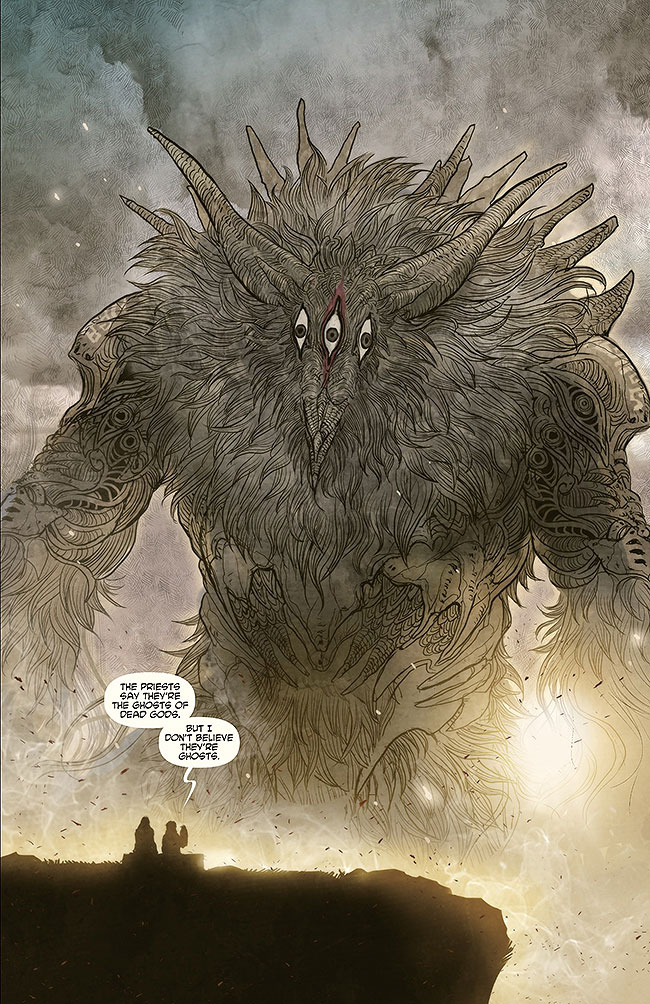 THE PRIESTS
SAY THEY'RE
THE GHOSTS OF
DEAD GODS.
BUT I
DON'T BELIEVE
THEY'RE
GHOSTS.